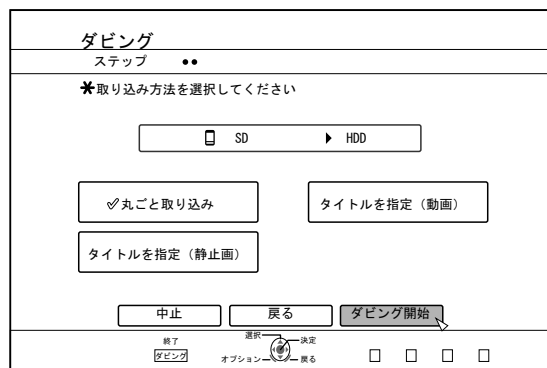 ダビング
ステップ ●●
✱取り込み方法を選択してください
SD ▶ HDD
✓丸ごと取り込み
タイトルを指定（動画）
タイトルを指定（静止画）
中止
戻る
ダビング開始
終了
ダビング
選択
決定
オプション
戻る